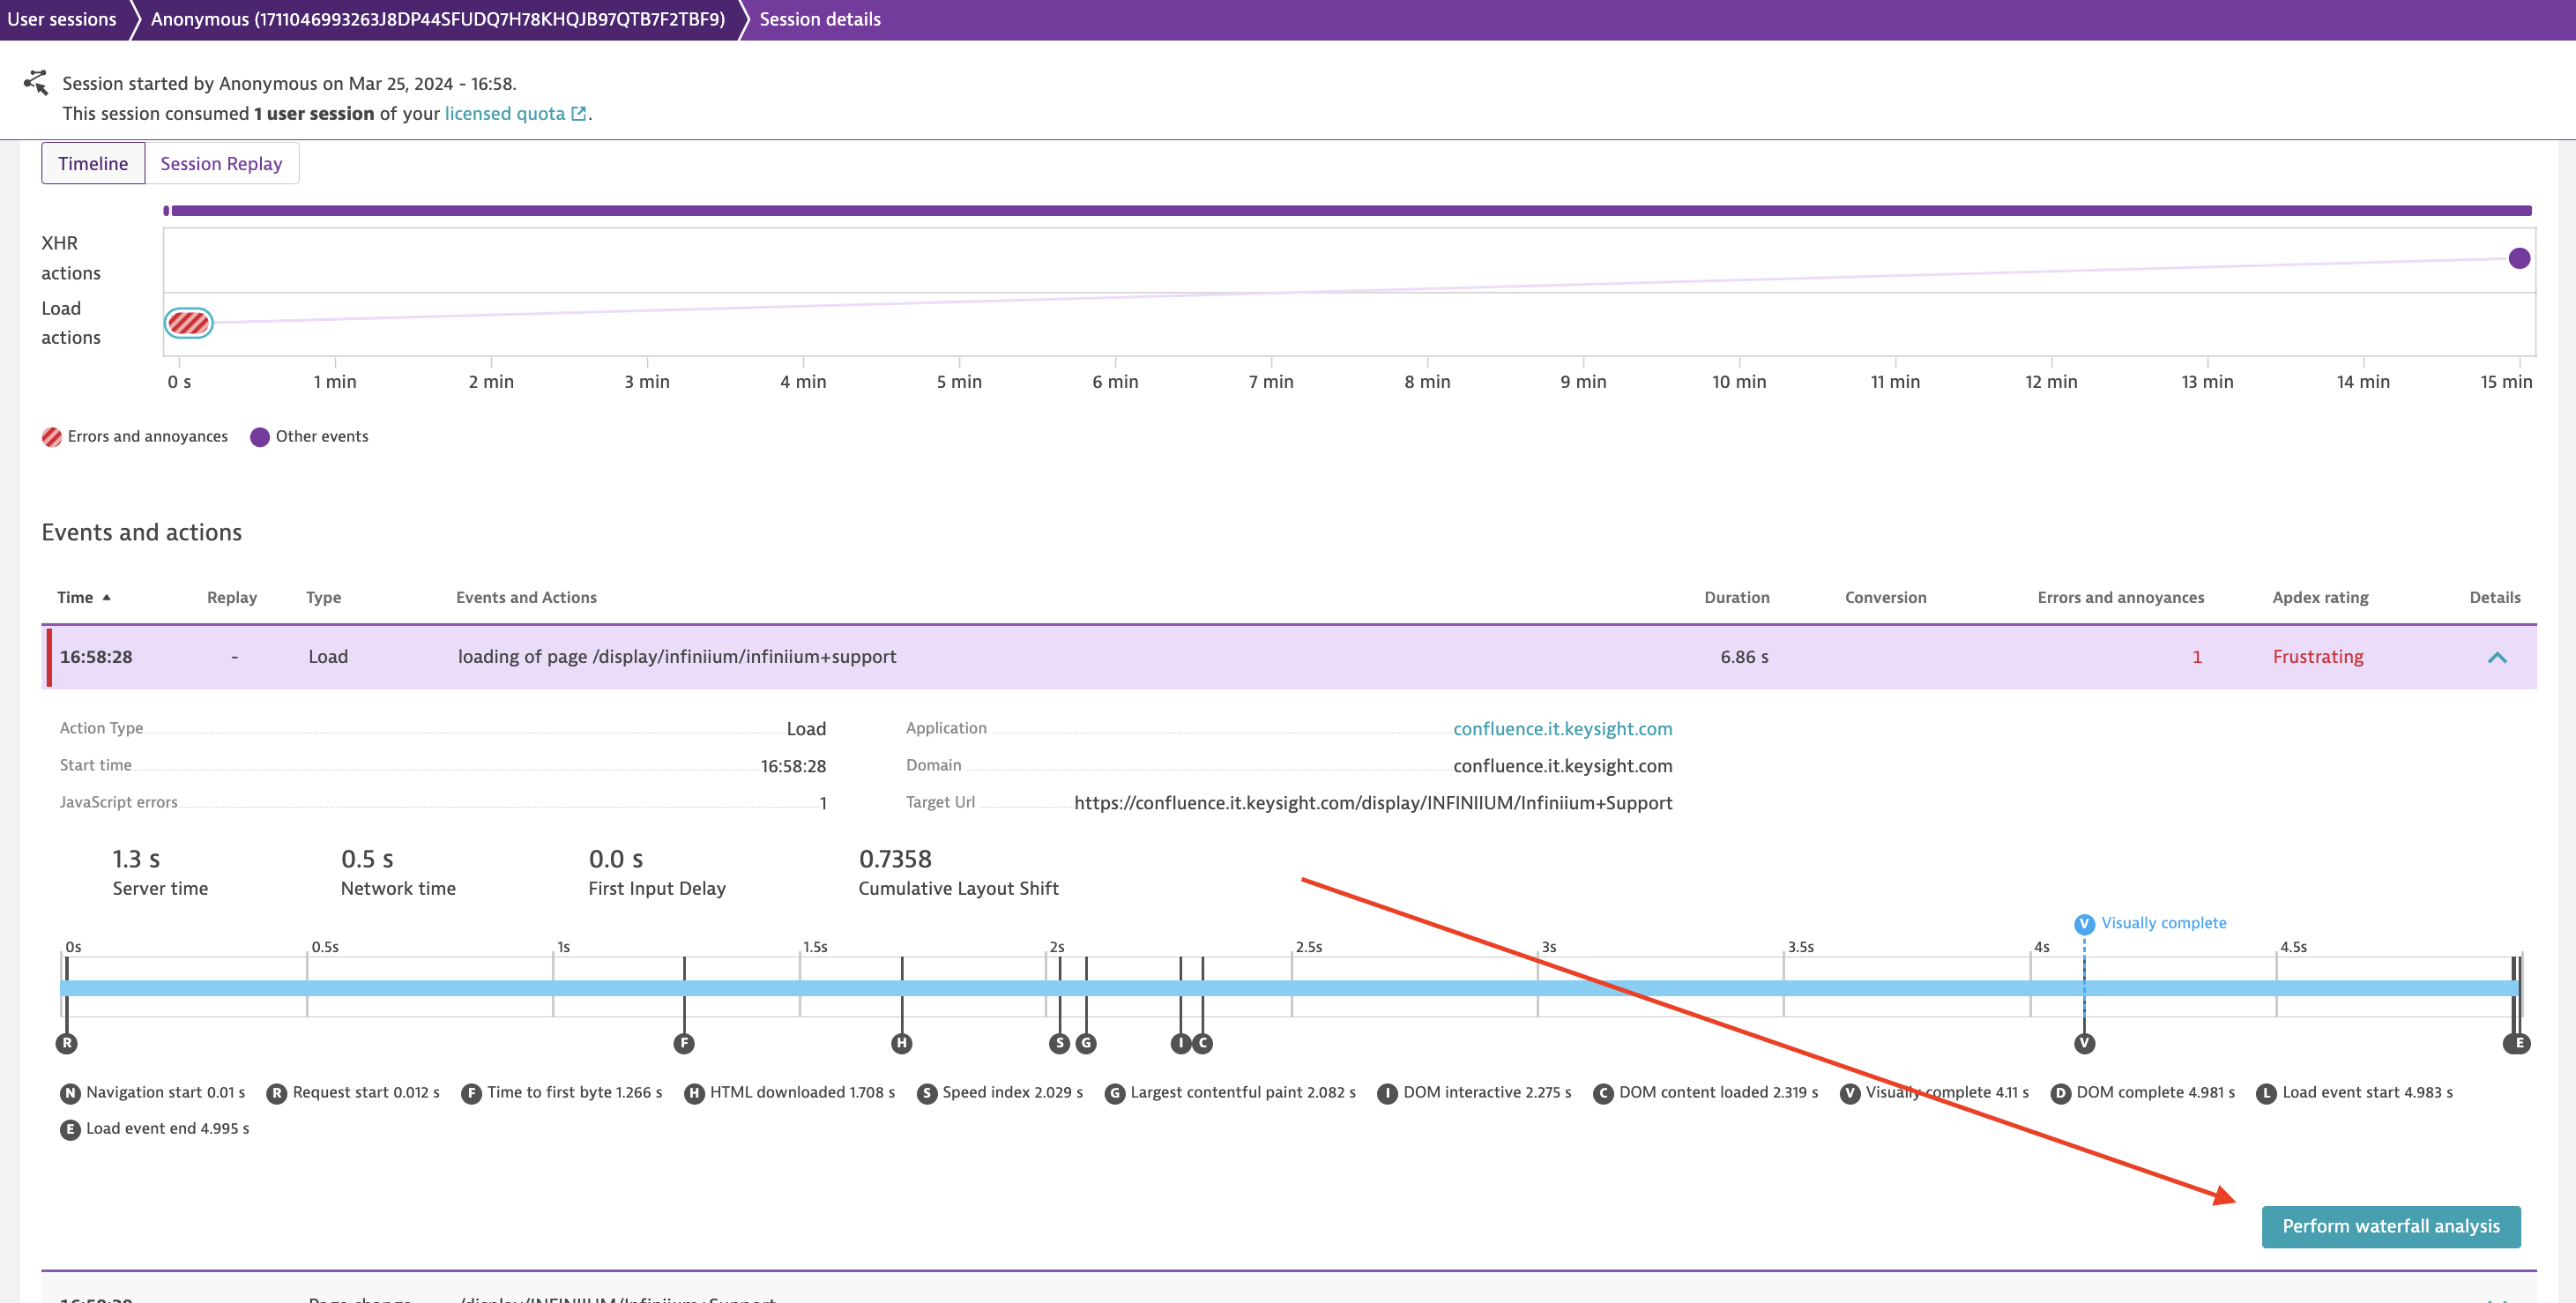 User sessions
Anonymous (1711046993263J8DP44SFUDQ7H78KHQJB97QTB7F2TBF9)
Session details
Session started by Anonymous on Mar 25, 2024 - 16:58.
This session consumed 1 user session of your licensed quota.
Timeline
Session Replay
XHR
actions
Load
actions
0 s 1 min 2 min 3 min 4 min 5 min 6 min 7 min 8 min 9 min 10 min 11 min 12 min 13 min 14 min 15 min
Errors and annoyances Other events
Events and actions
Time Replay Type Events and Actions Duration Conversion Errors and annoyances Apdex rating Details
16:58:28 - Load loading of page /display/infiniium/infiniium+support 6.86 s 1 Frustrating
Action Type Load Application confluence.it.keysight.com
Start time 16:58:28 Domain confluence.it.keysight.com
JavaScript errors 1 Target Url https://confluence.it.keysight.com/display/INFINIIUM/Infiniium+Support
1.3 s 0.5 s 0.0 s 0.7358
Server time Network time First Input Delay Cumulative Layout Shift
V Visually complete
0s 0.5s 1s 1.5s 2s 2.5s 3s 3.5s 4s 4.5s
R F H S G I C V E
N Navigation start 0.01 s R Request start 0.012 s F Time to first byte 1.266 s H HTML downloaded 1.708 s S Speed index 2.029 s G Largest contentful paint 2.082 s I DOM interactive 2.275 s C DOM content loaded 2.319 s V Visually complete 4.11 s D DOM complete 4.981 s L Load event start 4.983 s
E Load event end 4.995 s
Perform waterfall analysis
16:58:28 Page change /display/INFINIIUM/Infiniium+Support